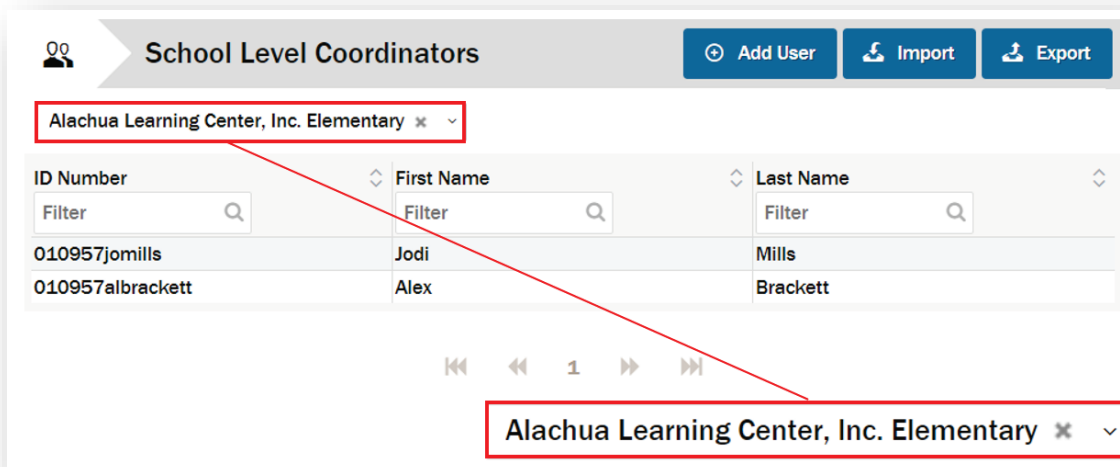 School Level Coordinators Add User Import Export
Alachua Learning Center, Inc. Elementary
ID Number First Name Last Name
Filter Filter Filter
010957jomills Jodi Mills
010957albrackett Alex Brackett
1
Alachua Learning Center, Inc. Elementary